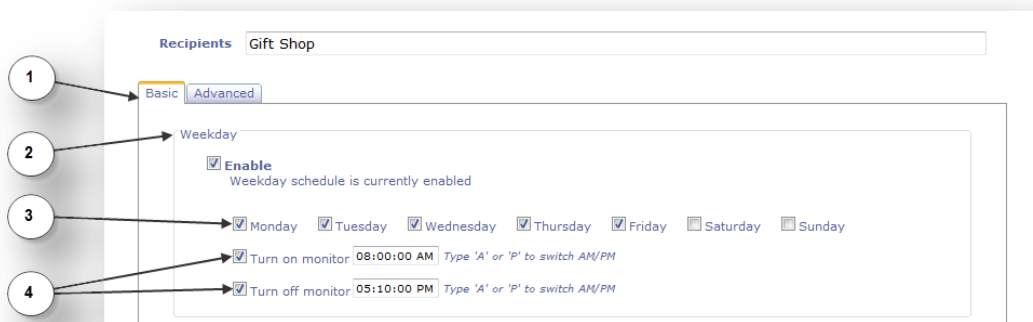 Recipients Gift Shop
1
Basic Advanced
Weekday
2
Enable
Weekday schedule is currently enabled
3
Monday Tuesday Wednesday Thursday Friday Saturday Sunday
Turn on monitor 08:00:00 AM Type 'A' or 'P' to switch AM/PM
4
Turn off monitor 05:10:00 PM Type 'A' or 'P' to switch AM/PM